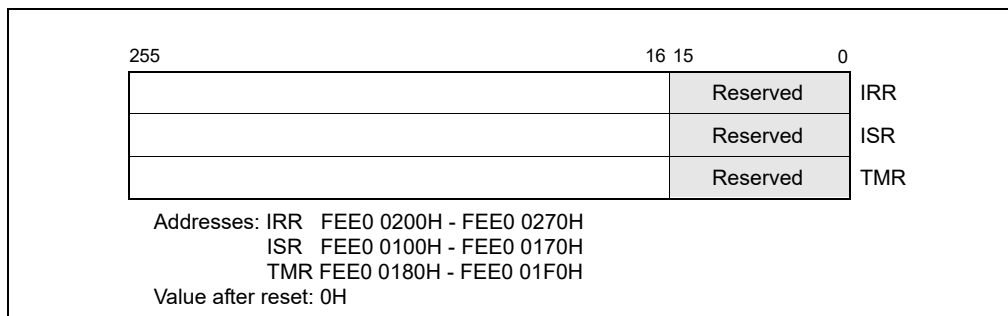 255 16 15 0
Reserved IRR
Reserved ISR
Reserved TMR
Addresses: IRR FEE0 0200H - FEE0 0270H
ISR FEE0 0100H - FEE0 0170H
TMR FEE0 0180H - FEE0 01F0H
Value after reset: 0H